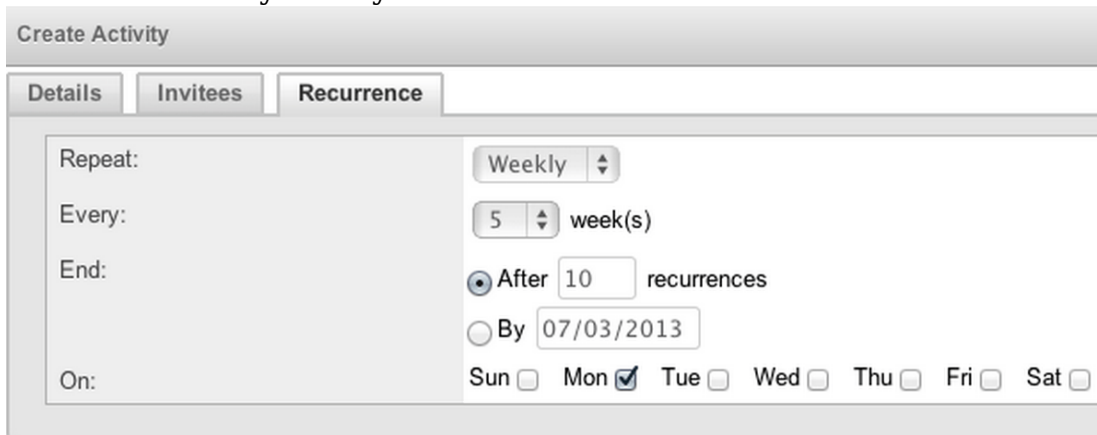 Create Activity
Details Invitees Recurrence
Repeat: Weekly
Every: 5 week(s)
End: After 10 recurrences
By 07/03/2013
On: Sun Mon Tue Wed Thu Fri Sat